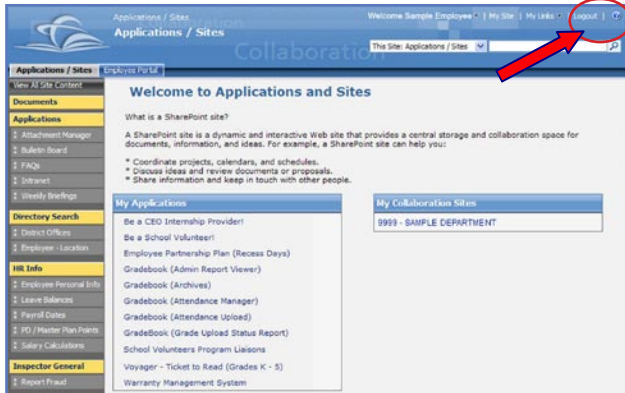 Applications / Sites
Applications / Sites
Collaboration
Welcome Sample Employee | My Site | My Links | Logout |
This Site: Applications / Sites
Applications / Sites
Employee Portal
View All Site Content
Documents
Applications
Attachment Manager
Bulletin Board
FAQs
Intranet
Weekly Briefings
Directory Search
District Offices
Employee - Location
HR Info
Employee Personal Info
Leave Balances
Payroll Dates
PD / Master Plan Points
Salary Calculations
Inspector General
Report Fraud
Welcome to Applications and Sites
What is a SharePoint site?
A SharePoint site is a dynamic and interactive Web site that provides a central storage and collaboration space for
documents, information, and ideas. For example, a SharePoint site can help you:
* Coordinate projects, calendars, and schedules.
* Discuss ideas and review documents or proposals.
* Share information and keep in touch with other people.
My Applications
Be a CEO Internship Provider!
Be a School Volunteer!
Employee Partnership Plan (Recess Days)
Gradebook (Admin Report Viewer)
Gradebook (Archives)
Gradebook (Attendance Manager)
Gradebook (Attendance Upload)
GradeBook (Grade Upload Status Report)
School Volunteers Program Liaisons
Voyager - Ticket to Read (Grades K - 5)
Warranty Management System
My Collaboration Sites
9999 - SAMPLE DEPARTMENT